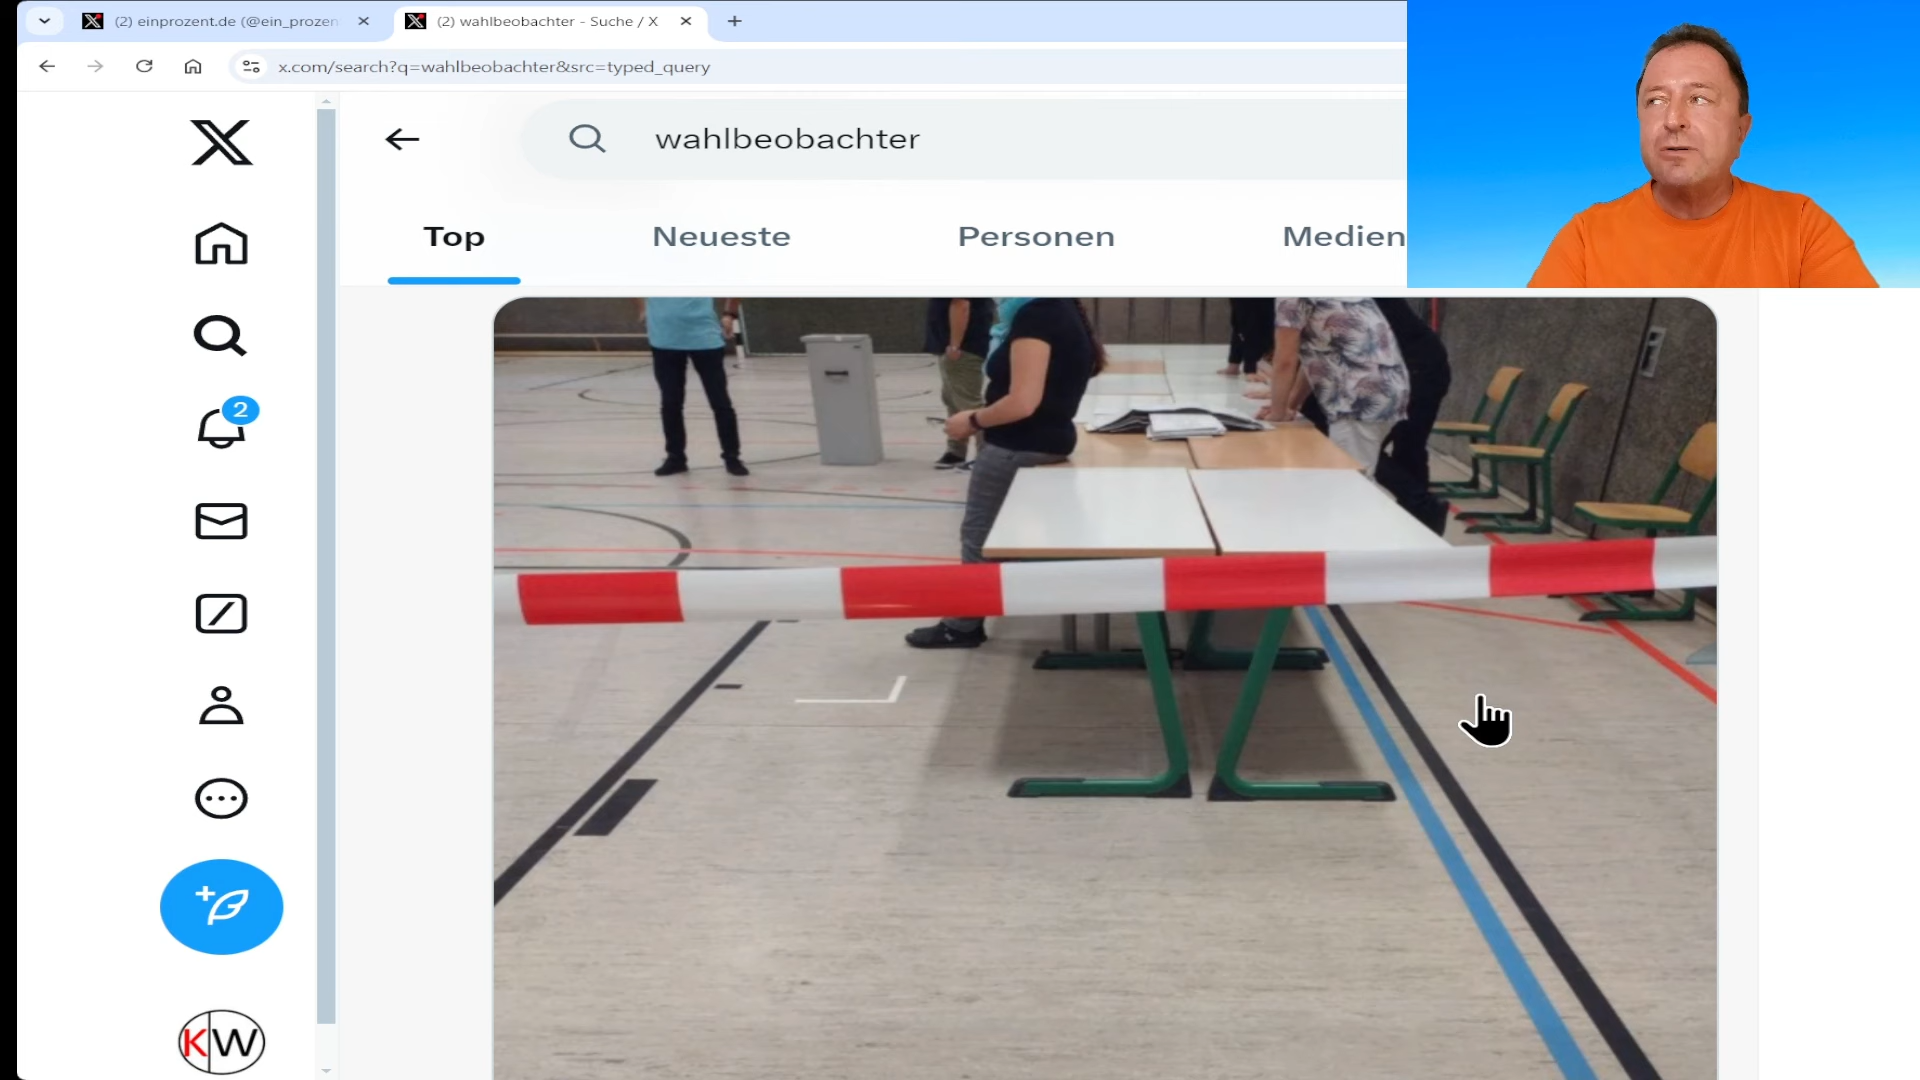 (2) einprozent.de (@ein_prozen
(2) wahlbeobachter - Suche / X
x.com/search?q=wahlbeobachter&src=typed_query
wahlbeobachter
Top
Neueste
Personen
Medien
2
KW